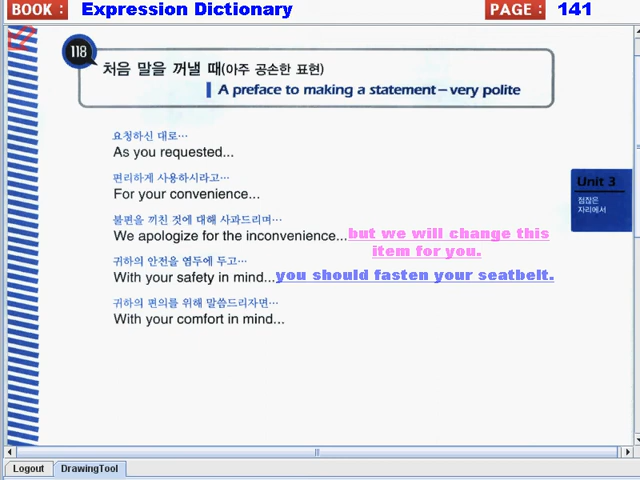 BOOK : Expression Dictionary PAGE : 141
118
처음 말을 꺼낼 때(아주 공손한 표현)
A preface to making a statement – very polite
요청하신 대로…
As you requested...
편리하게 사용하시라고…
For your convenience...
불편을 끼친 것에 대해 사과드리며…
We apologize for the inconvenience...but we will change this
item for you.
귀하의 안전을 염두에 두고…
With your safety in mind...you should fasten your seatbelt.
귀하의 편의를 위해 말씀드리자면…
With your comfort in mind...
Unit 3
점잖은
자리에서
Logout DrawingTool